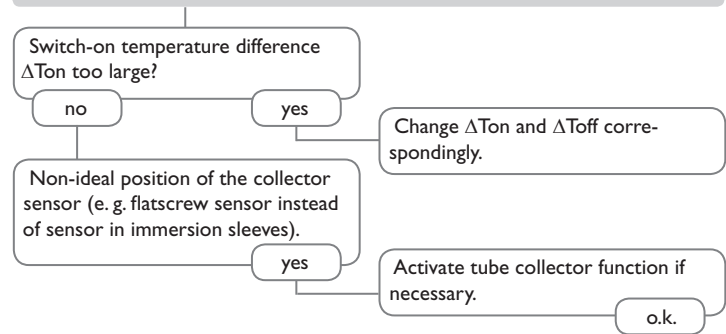 Switch-on temperature difference
ΔTon too large?
no
yes
Change ΔTon and ΔToff corre-
spondingly.
Non-ideal position of the collector
sensor (e. g. flatscrew sensor instead
of sensor in immersion sleeves).
yes
Activate tube collector function if
necessary.
o.k.